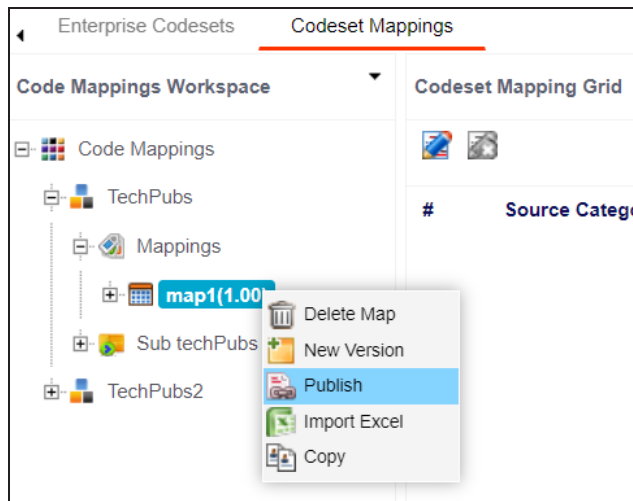 Enterprise Codesets Codeset Mappings
Code Mappings Workspace
Codeset Mapping Grid
Code Mappings
TechPubs
# Source Catego
Mappings
map1(1.00)
Delete Map
Sub techPubs
New Version
TechPubs2
Publish
Import Excel
Copy